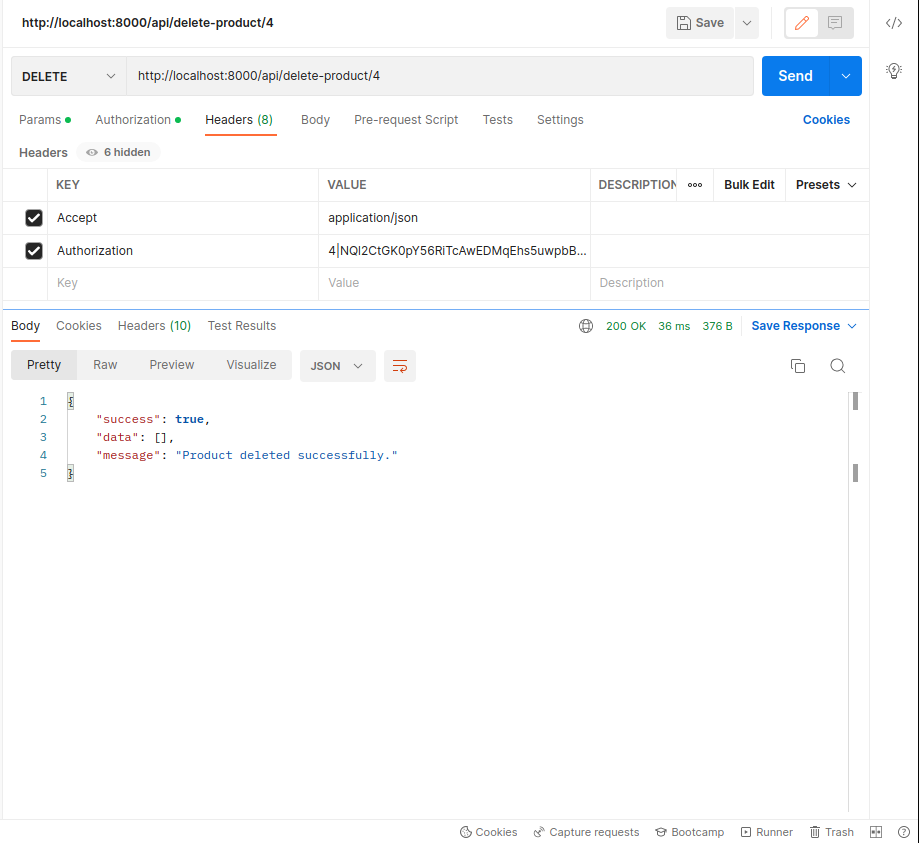 http://localhost:8000/api/delete-product/4 Save
DELETE http://localhost:8000/api/delete-product/4 Send
Params Authorization Headers (8) Body Pre-request Script Tests Settings Cookies
Headers 6 hidden
KEY VALUE DESCRIPTION ooo Bulk Edit Presets
Accept application/json
Authorization 4|NQI2CtGK0pY56RiTcAwEDMqEhs5uwpbB...
Key Value Description
Body Cookies Headers (10) Test Results 200 OK 36 ms 376 B Save Response
Pretty Raw Preview Visualize JSON
1 {
2 "success": true,
3 "data": [],
4 "message": "Product deleted successfully."
5 }
Cookies Capture requests Bootcamp Runner Trash